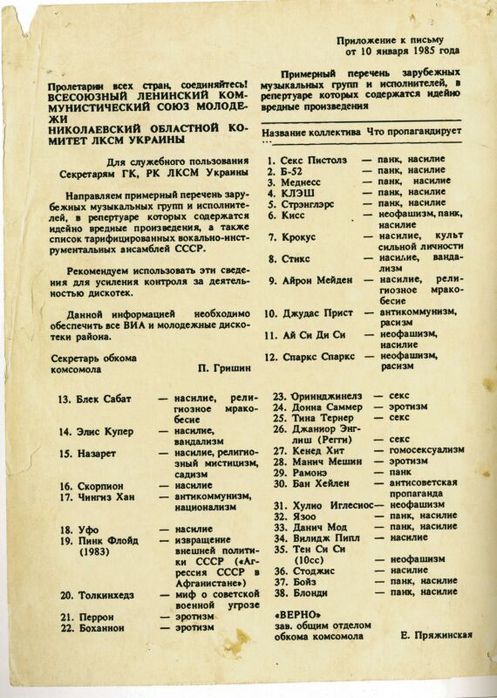 Приложение к письму
от 10 января 1985 года
Пролетарии всех стран, соединяйтесь!
ВСЕСОЮЗНЫЙ ЛЕНИНСКИЙ КОМ-
МУНИСТИЧЕСКИЙ СОЮЗ МОЛОДЕ-
ЖИ
НИКОЛАЕВСКИЙ ОБЛАСТНОЙ КО-
МИТЕТ ЛКСМ УКРАИНЫ
Для служебного пользования
Секретарям ГК, РК ЛКСМ Украины
Направляем примерный перечень зару-
бежных музыкальных групп и исполните-
лей, в репертуаре которых содержатся
идейно вредные произведения, а также
список тарифицированных вокально-инст-
рументальных ансамблей СССР.
Рекомендуем использовать эти сведе-
ния для усиления контроля за деятель-
ностью дискотек.
Данной информацией необходимо
обеспечить все ВИА и молодежные диско-
теки района.
Секретарь обкома
комсомола П. Гришин
Примерный перечень зарубежных
музыкальных групп и исполнителей, в
репертуаре которых содержатся идейно
вредные произведения
Название коллектива Что пропагандирует
...
1. Секс Пистолз — панк, насилие
2. Б-52 — панк, насилие
3. Меднесс — панк, насилие
4. КЛЭШ — панк, насилие
5. Стрэнглэрс — панк, насилие
6. Кисс — неофашизм, панк,
насилие
7. Крокус — насилие, культ
сильной личности
8. Стикс — насилие, ванда-
лизм
9. Айрон Мейден — насилие, рели-
гиозное мрако-
бесие
10. Джудас Прист — антикоммунизм,
расизм
11. Ай Си Ди Си — неофашизм,
насилие
12. Спаркс Спаркс — неофашизм,
расизм
13. Блек Сабат — насилие, рели-
гиозное мрако-
бесие
14. Элис Купер — насилие,
вандализм
15. Назарет — насилие, религио-
зный мистицизм,
садизм
16. Скорпион — насилие
17. Чингиз Хан — антикоммунизм,
национализм
18. Уфо — насилие
19. Пинк Флойд — извращение
(1983) внешней полити-
ки СССР («Аг-
рессия СССР в
Афганистане»)
20. Толкинхедз — миф о советской
военной угрозе
21. Перрон — эротизм
22. Боханнон — эротизм
23. Ориннджинелз — секс
24. Донна Саммер — эротизм
25. Тина Тернер — секс
26. Джаниор Энг-
лиш (Регги) — секс
27. Кенед Хит — гомосексуализм
28. Манич Мешин — эротизм
29. Рамонэ — панк
30. Бан Хейлен — антисоветская
пропаганда
31. Хулио Иглесиос— неофашизм
32. Язоо — панк, насилие
33. Данич Мод — панк, насилие
34. Вилидж Пипл — насилие
35. Тен Си Си
(10сс) — неофашизм
36. Стоджис — насилие
37. Бойз — панк, насилие
38. Блонди — панк, насилие
«ВЕРНО»
зав. общим отделом
обкома комсомола Е. Пряжинская